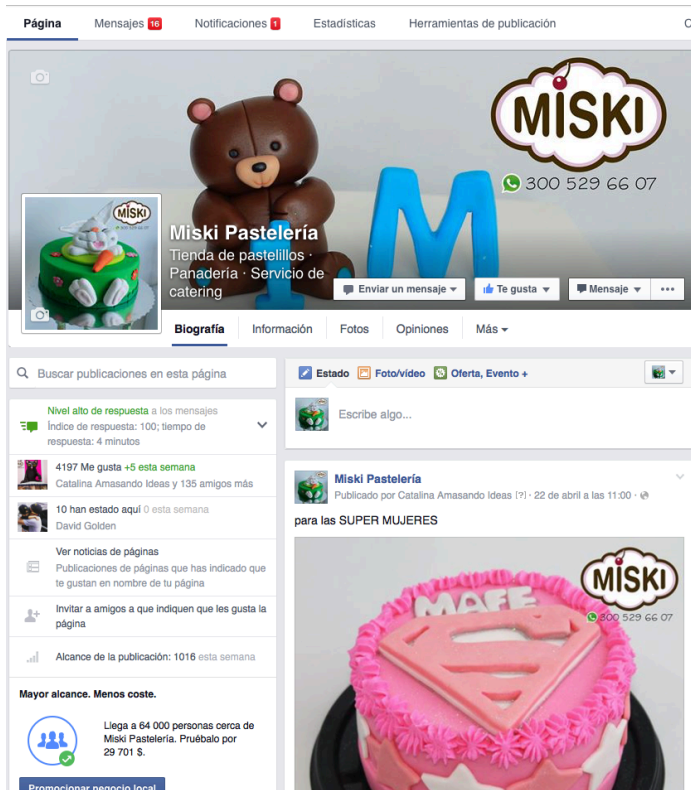 Página
Mensajes 16
Notificaciones 1
Estadísticas
Herramientas de publicación
MiSKI
300 529 66 07
MiSKI
300 529 66 07
Miski Pastelería
Tienda de pastelillos ·
Panadería · Servicio de
catering
Enviar un mensaje
Te gusta
Mensaje
I M
Biografía
Información
Fotos
Opiniones
Más
Buscar publicaciones en esta página
Nivel alto de respuesta a los mensajes
Índice de respuesta: 100; tiempo de
respuesta: 4 minutos
4197 Me gusta +5 esta semana
Catalina Amasando Ideas y 135 amigos más
10 han estado aquí 0 esta semana
David Golden
Ver noticias de páginas
Publicaciones de páginas que has indicado que
te gustan en nombre de tu página
Invitar a amigos a que indiquen que les gusta la
página
Alcance de la publicación: 1016 esta semana
Mayor alcance. Menos coste.
Llega a 64 000 personas cerca de
Miski Pastelería. Pruébalo por
29 701 $.
Promocionar negocio local
Estado
Foto/vídeo
Oferta, Evento +
Escribe algo...
Miski Pastelería
Publicado por Catalina Amasando Ideas [?] · 22 de abril a las 11:00 ·
para las SUPER MUJERES
MiSKI
300 529 66 07
MAFE